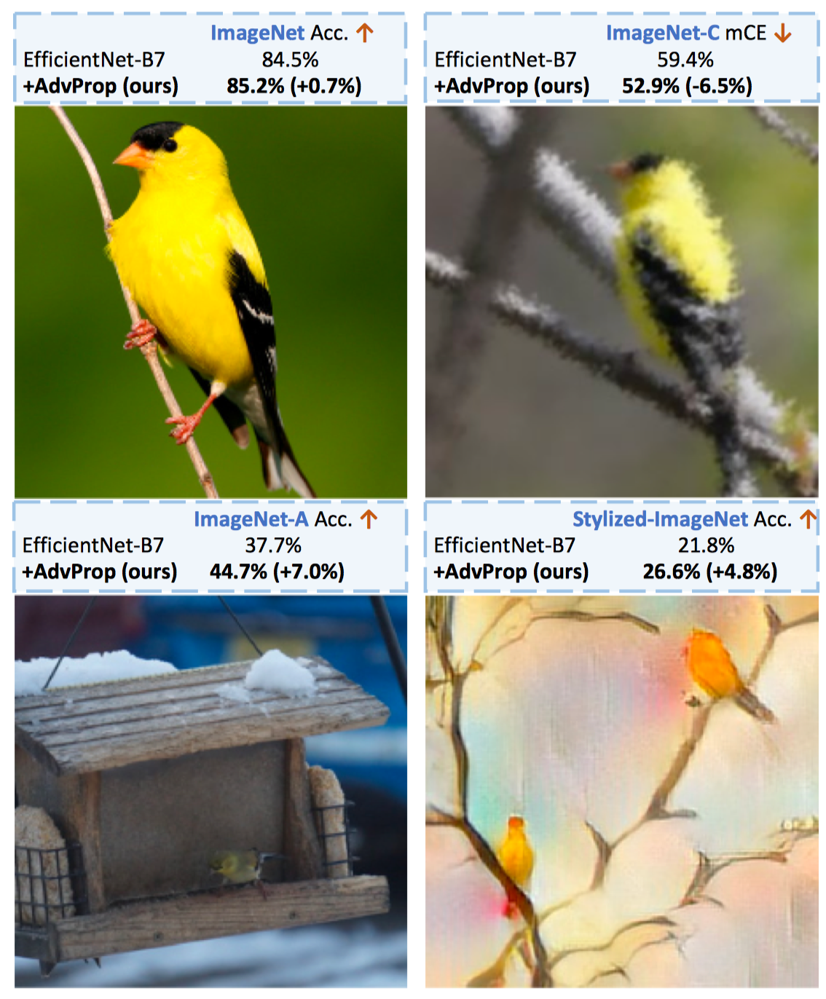 ImageNet Acc. ↑
EfficientNet-B7 84.5%
+AdvProp (ours) 85.2% (+0.7%)
ImageNet-C mCE ↓
EfficientNet-B7 59.4%
+AdvProp (ours) 52.9% (-6.5%)
ImageNet-A Acc. ↑
EfficientNet-B7 37.7%
+AdvProp (ours) 44.7% (+7.0%)
Stylized-ImageNet Acc. ↑
EfficientNet-B7 21.8%
+AdvProp (ours) 26.6% (+4.8%)